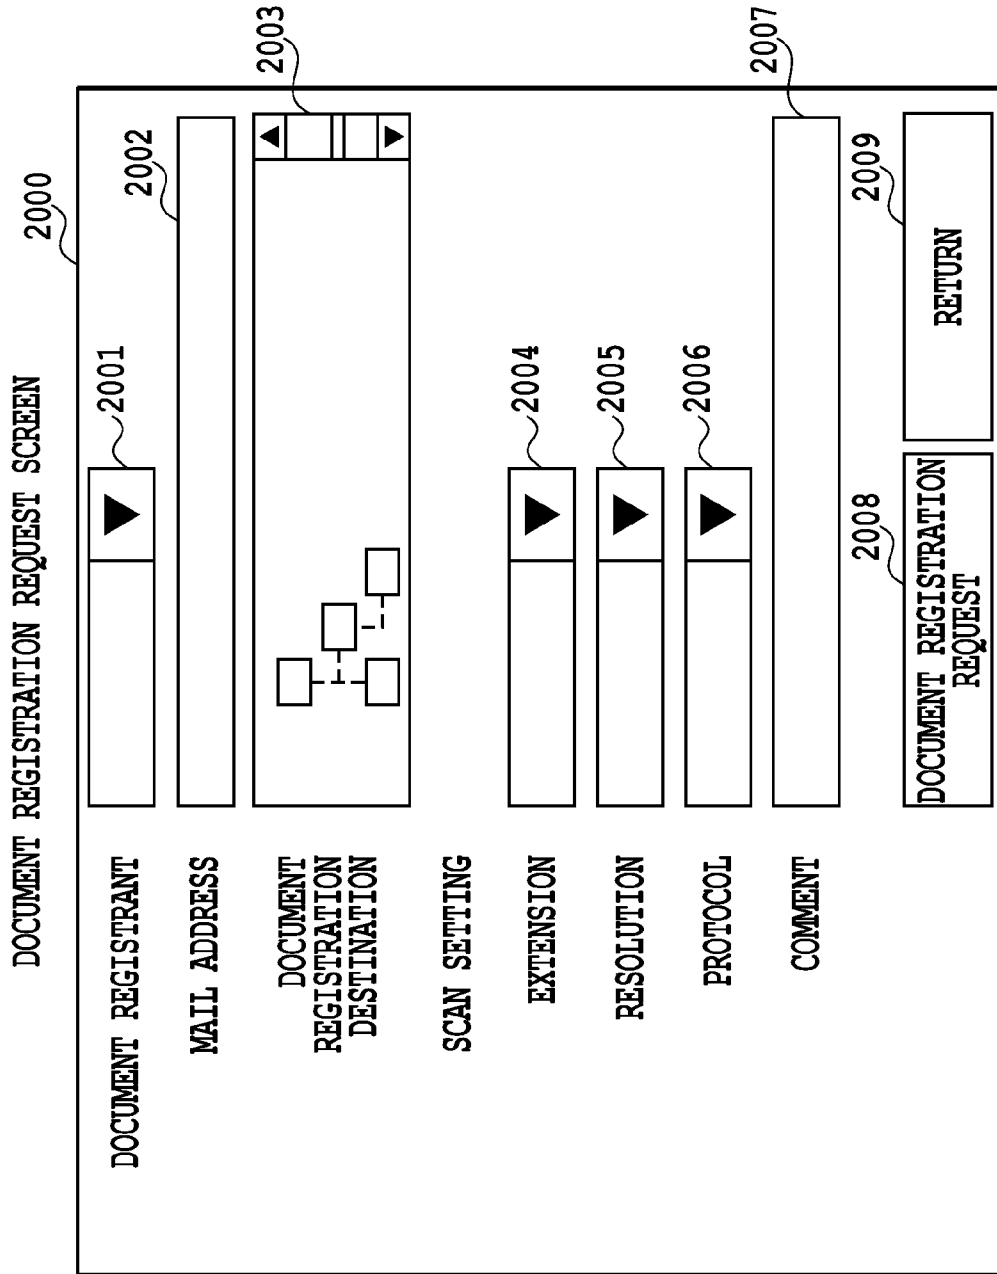 DOCUMENT REGISTRATION REQUEST SCREEN
2000
DOCUMENT REGISTRANT
2001
MAIL ADDRESS
2002
DOCUMENT
REGISTRATION
DESTINATION
2003
SCAN SETTING
EXTENSION
2004
RESOLUTION
2005
PROTOCOL
2006
COMMENT
2007
2008
DOCUMENT REGISTRATION
REQUEST
2009
RETURN